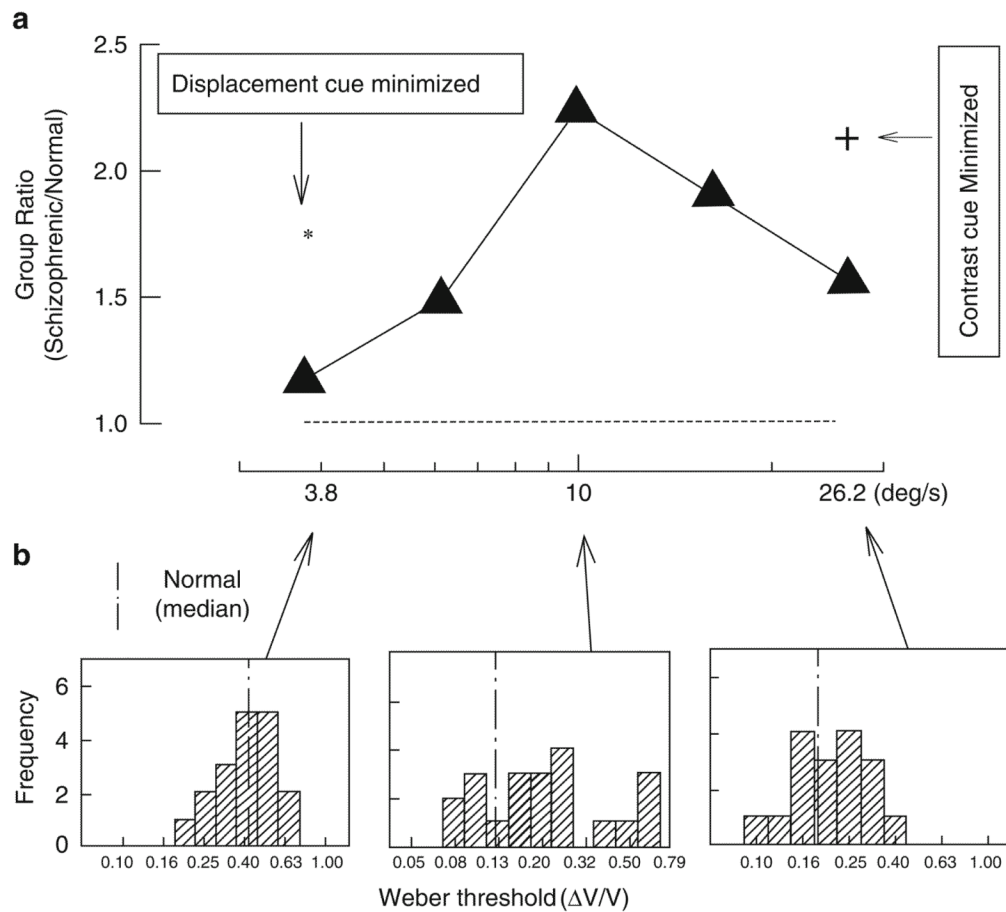 a
2.5
2.0
1.5
1.0
Group Ratio
(Schizophrenic/Normal)
Displacement cue minimized
*
+
Contrast cue Minimized
3.8 10 26.2 (deg/s)
b
Normal
(median)
Frequency
6
4
2
0
0.10 0.16 0.25 0.40 0.63 1.00
0.05 0.08 0.13 0.20 0.32 0.50 0.79
0.10 0.16 0.25 0.40 0.63 1.00
Weber threshold (ΔV/V)